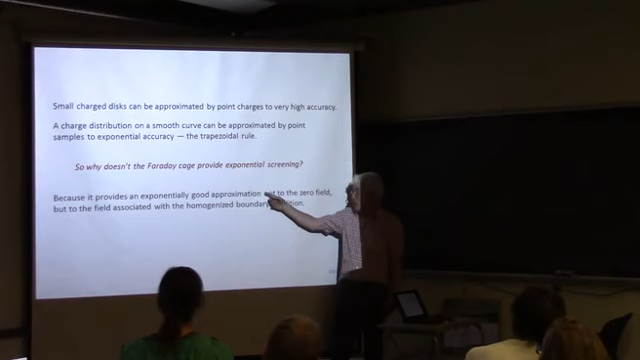 Small charged disks can be approximated by point charges to very high accuracy.
A charge distribution on a smooth curve can be approximated by point
samples to exponential accuracy — the trapezoidal rule.
So why doesn't the Faraday cage provide exponential screening?
Because it provides an exponentially good approximation not to the zero field,
but to the field associated with the homogenized boundary